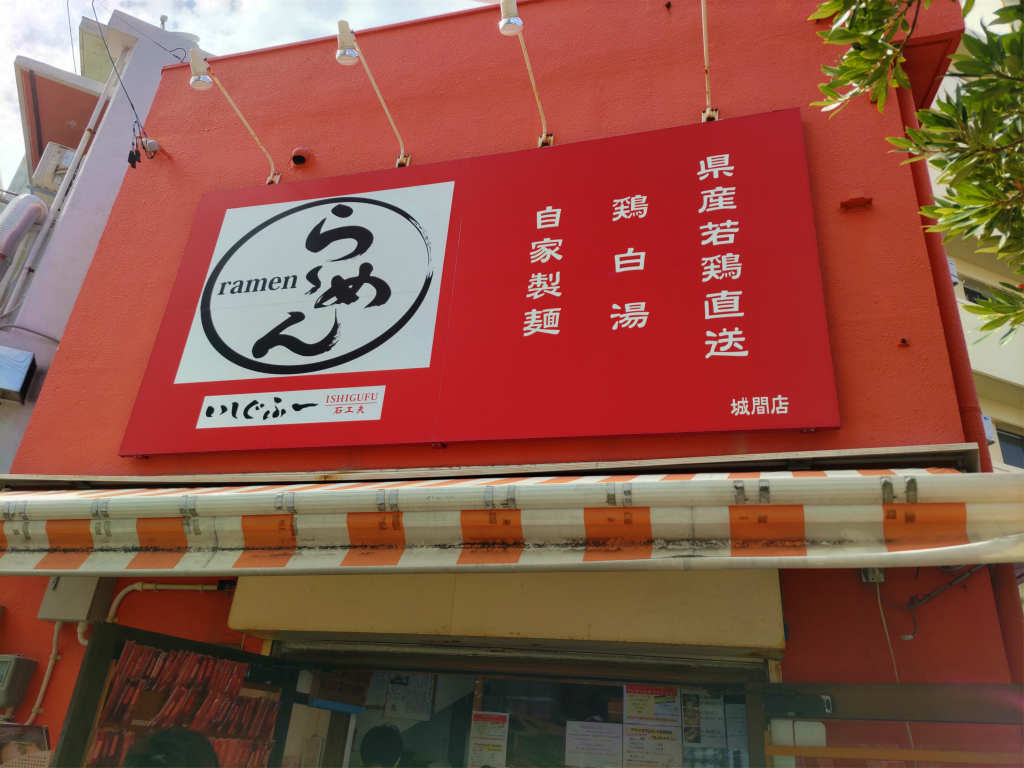 県産若鶏直送
鶏白湯
自家製麺
らぁめん
ramen
いしぐふー
ISHIGUFU
石工夫
城間店